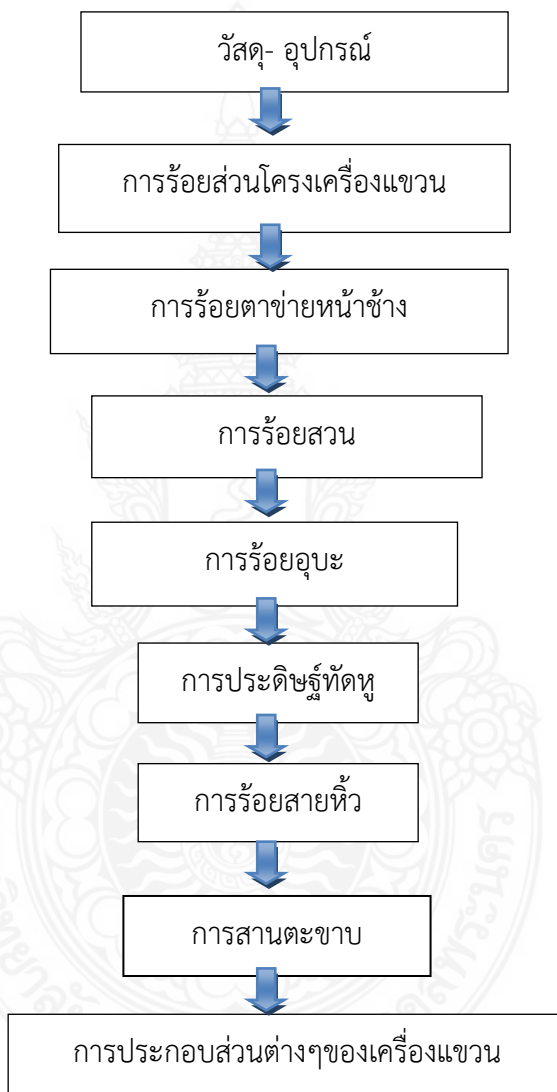 วัสดุ- อุปกรณ์
การร้อยส่วนโครงเครื่องแขวน
การร้อยตาข่ายหน้าช้าง
การร้อยสวน
การร้อยอุบะ
การประดิษฐ์ทัดหู
การร้อยสายหิ้ว
การสานตะขาบ
การประกอบส่วนต่างๆของเครื่องแขวน